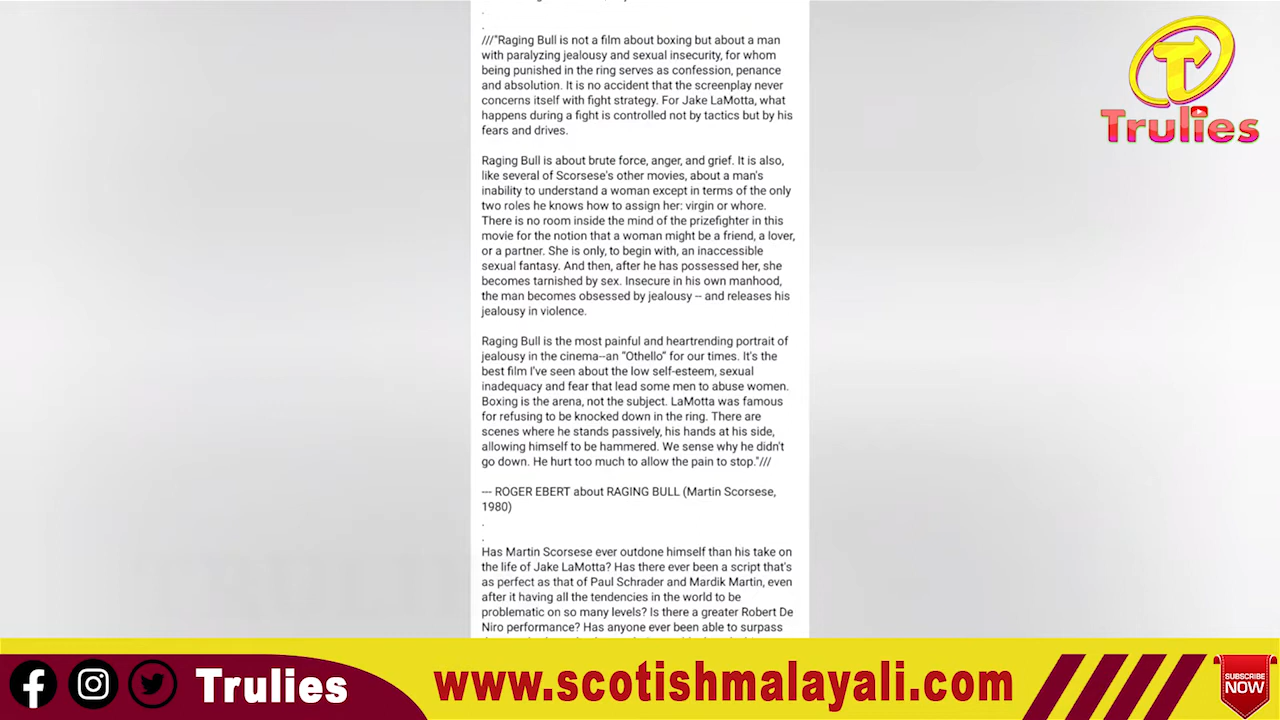 .
.
///"Raging Bull is not a film about boxing but about a man
with paralyzing jealousy and sexual insecurity, for whom
being punished in the ring serves as confession, penance
and absolution. It is no accident that the screenplay never
concerns itself with fight strategy. For Jake LaMotta, what
happens during a fight is controlled not by tactics but by his
fears and drives.
Raging Bull is about brute force, anger, and grief. It is also,
like several of Scorsese's other movies, about a man's
inability to understand a woman except in terms of the only
two roles he knows how to assign her: virgin or whore.
There is no room inside the mind of the prizefighter in this
movie for the notion that a woman might be a friend, a lover,
or a partner. She is only, to begin with, an inaccessible
sexual fantasy. And then, after he has possessed her, she
becomes tarnished by sex. Insecure in his own manhood,
the man becomes obsessed by jealousy -- and releases his
jealousy in violence.
Raging Bull is the most painful and heartrending portrait of
jealousy in the cinema--an "Othello" for our times. It's the
best film I've seen about the low self-esteem, sexual
inadequacy and fear that lead some men to abuse women.
Boxing is the arena, not the subject. LaMotta was famous
for refusing to be knocked down in the ring. There are
scenes where he stands passively, his hands at his side,
allowing himself to be hammered. We sense why he didn't
go down. He hurt too much to allow the pain to stop."///
--- ROGER EBERT about RAGING BULL (Martin Scorsese,
1980)
.
.
Has Martin Scorsese ever outdone himself than his take on
the life of Jake LaMotta? Has there ever been a script that's
as perfect as that of Paul Schrader and Mardik Martin, even
after it having all the tendencies in the world to be
problematic on so many levels? Is there a greater Robert De
Niro performance? Has anyone ever been able to surpass
Trulies
Trulies
www.scotishmalayali.com
SUBSCRIBE
NOW